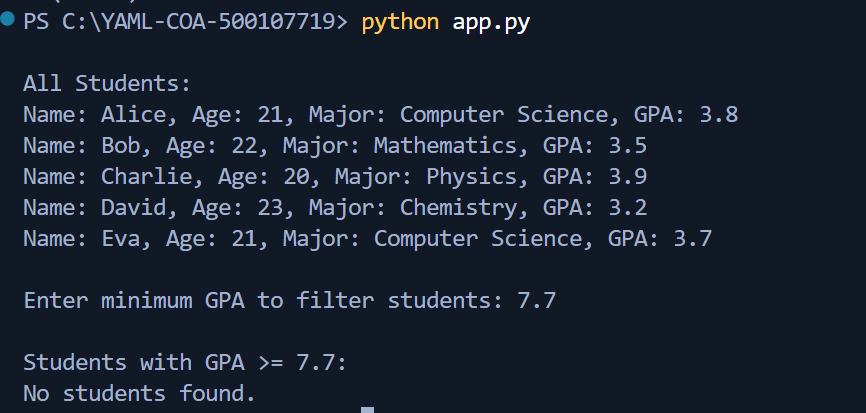 PS C:\YAML-COA-500107719> python app.py
All Students:
Name: Alice, Age: 21, Major: Computer Science, GPA: 3.8
Name: Bob, Age: 22, Major: Mathematics, GPA: 3.5
Name: Charlie, Age: 20, Major: Physics, GPA: 3.9
Name: David, Age: 23, Major: Chemistry, GPA: 3.2
Name: Eva, Age: 21, Major: Computer Science, GPA: 3.7
Enter minimum GPA to filter students: 7.7
Students with GPA >= 7.7:
No students found.